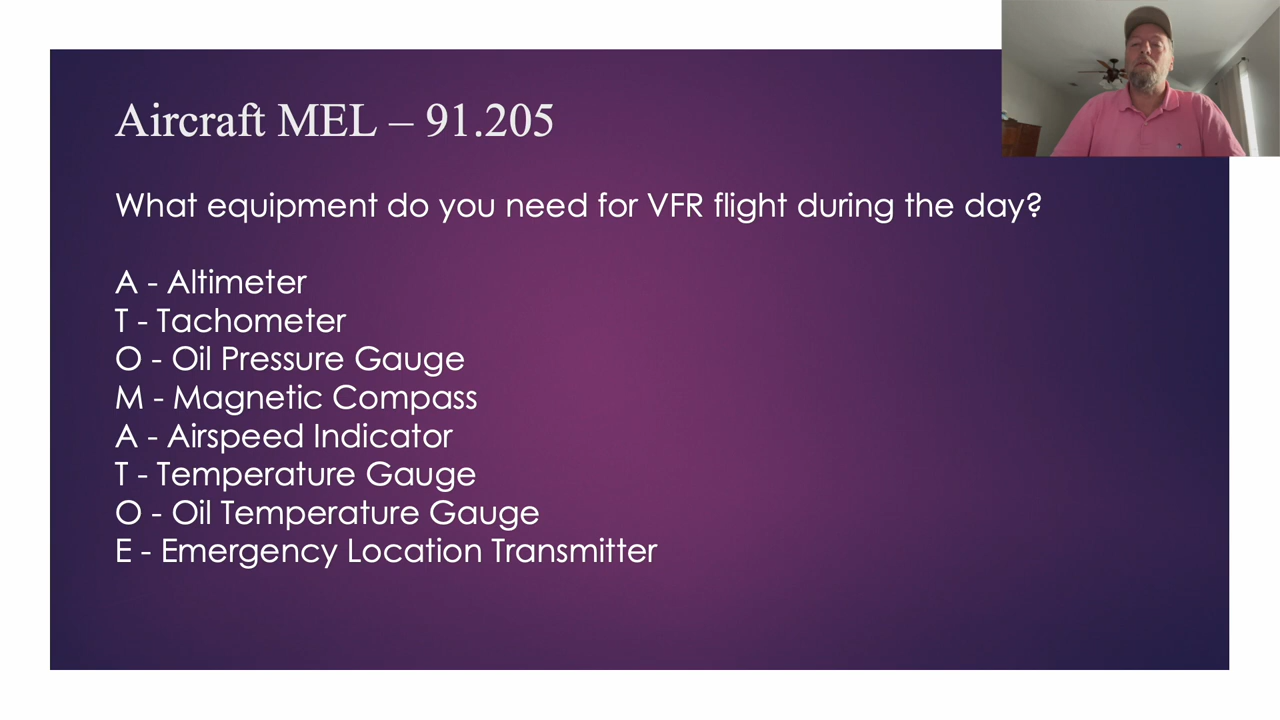 Aircraft MEL – 91.205
What equipment do you need for VFR flight during the day?
A - Altimeter
T - Tachometer
O - Oil Pressure Gauge
M - Magnetic Compass
A - Airspeed Indicator
T - Temperature Gauge
O - Oil Temperature Gauge
E - Emergency Location Transmitter